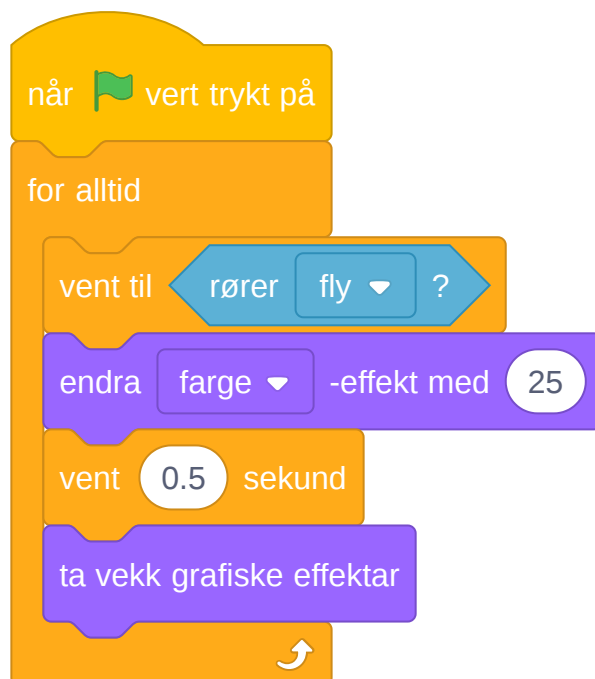 når vert trykt på
for alltid
vent til rører fly ?
endra farge -effekt med 25
vent 0.5 sekund
ta vekk grafiske effektar